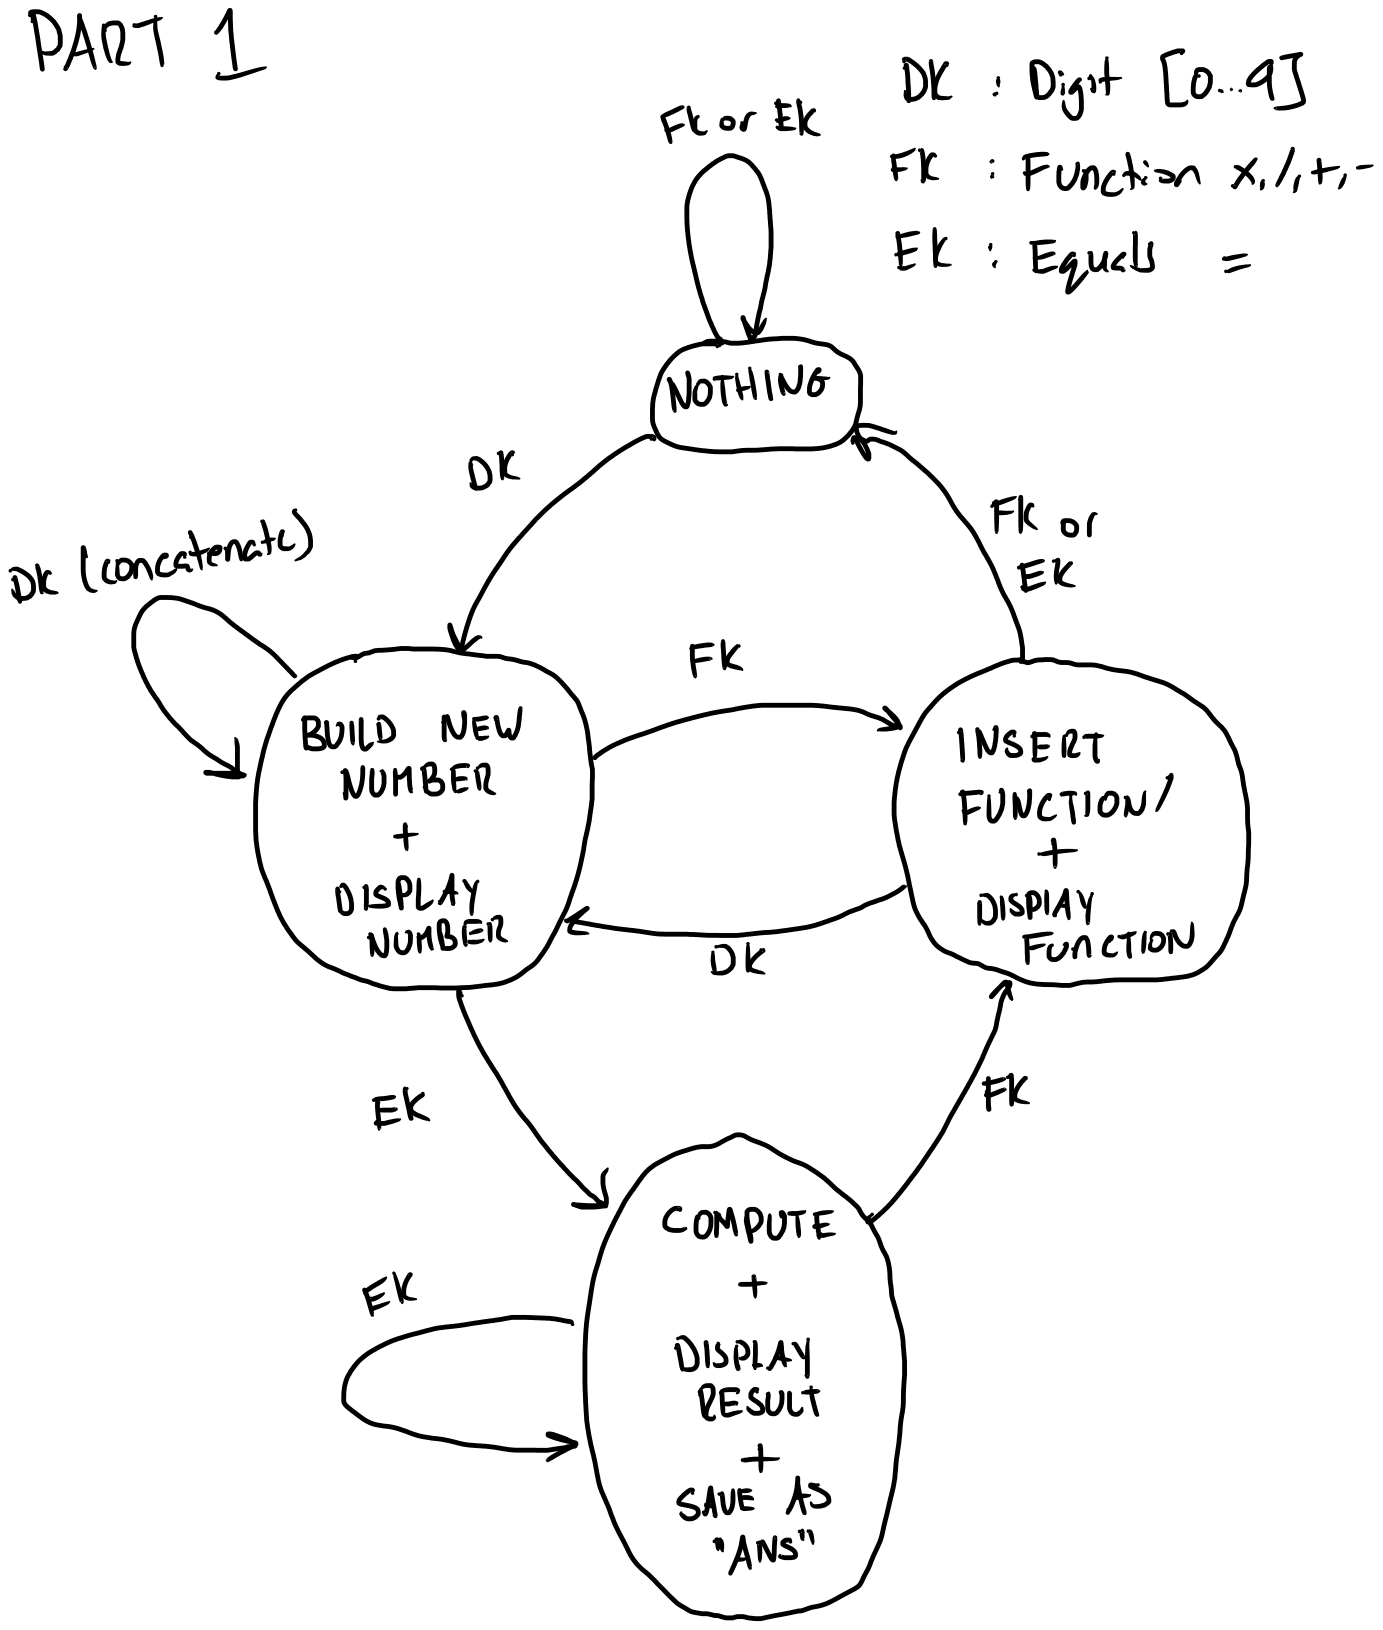 PART 1
DK : Digit [0...9]
FK : Function x, /, +, -
EK : Equals =
FK or EK
NOTHING
DK
FK or
EK
DK (concatenate)
FK
BUILD NEW
NUMBER
+
DISPLAY
NUMBER
INSERT
FUNCTION/
+
DISPLAY
FUNCTION
DK
EK
FK
COMPUTE
+
DISPLAY
RESULT
+
SAVE AS
"ANS"
EK